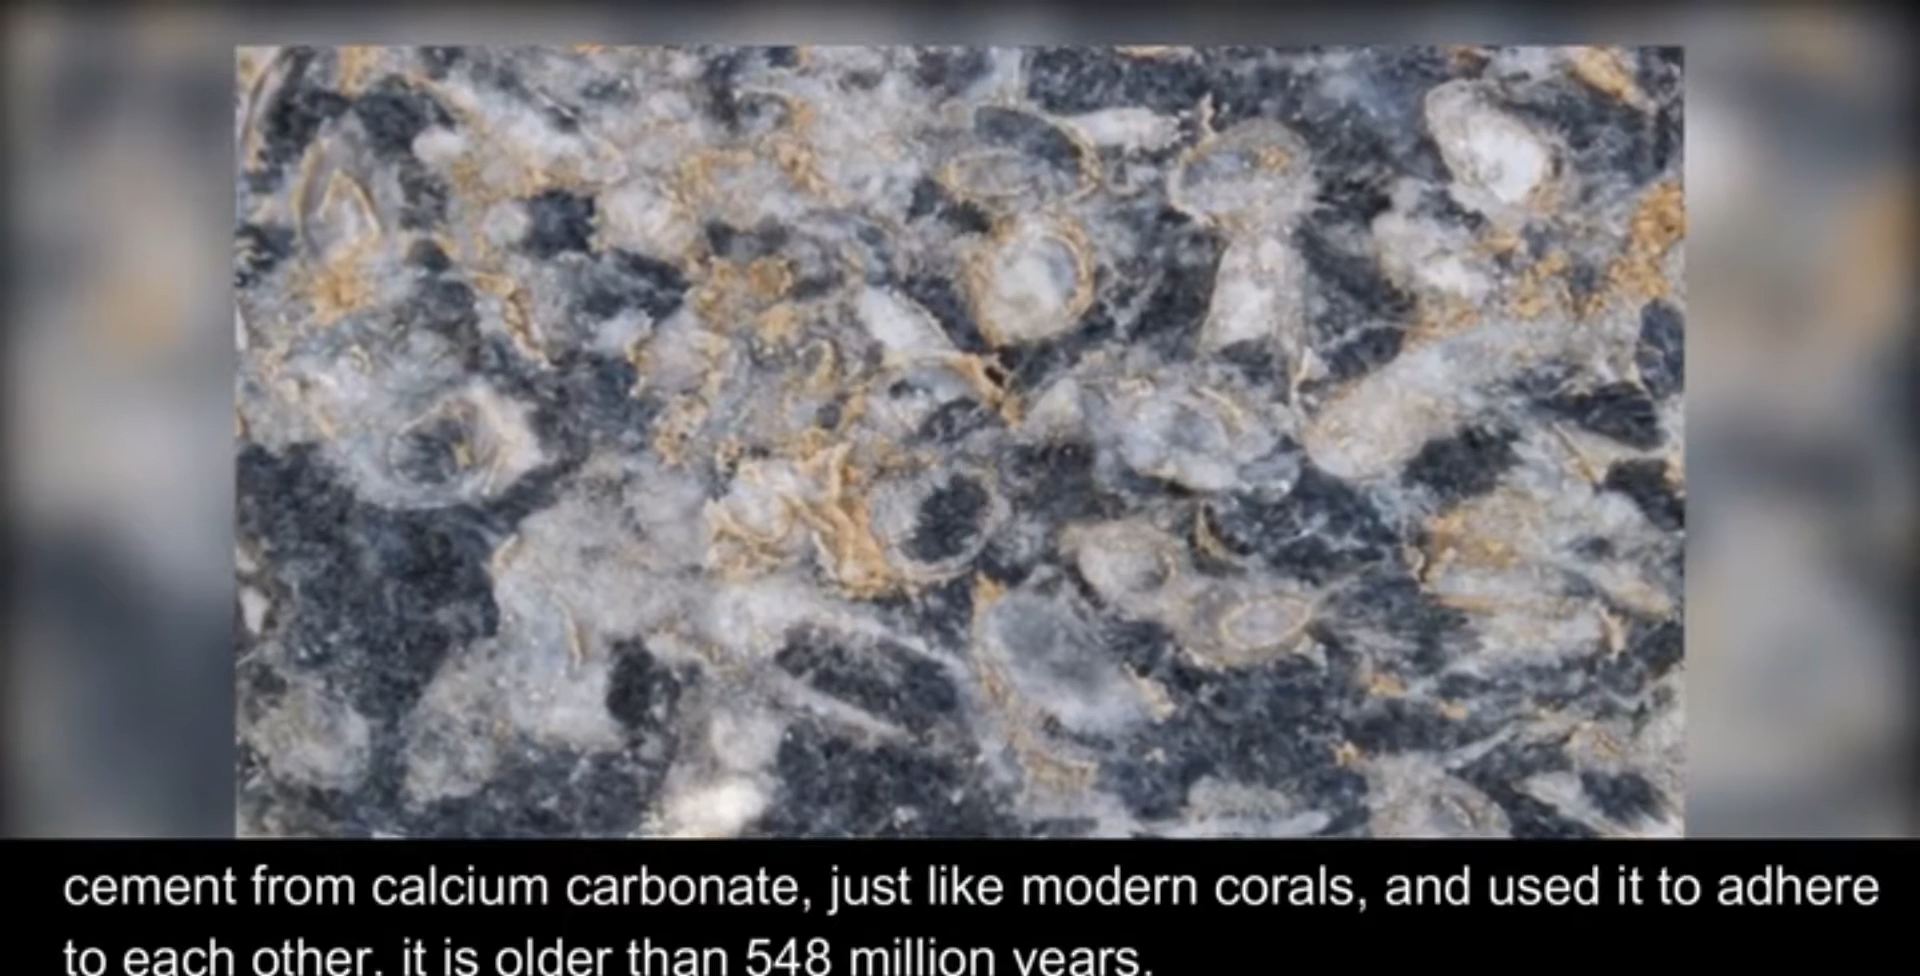 cement from calcium carbonate, just like modern corals, and used it to adhere
to each other, it is older than 548 million years.